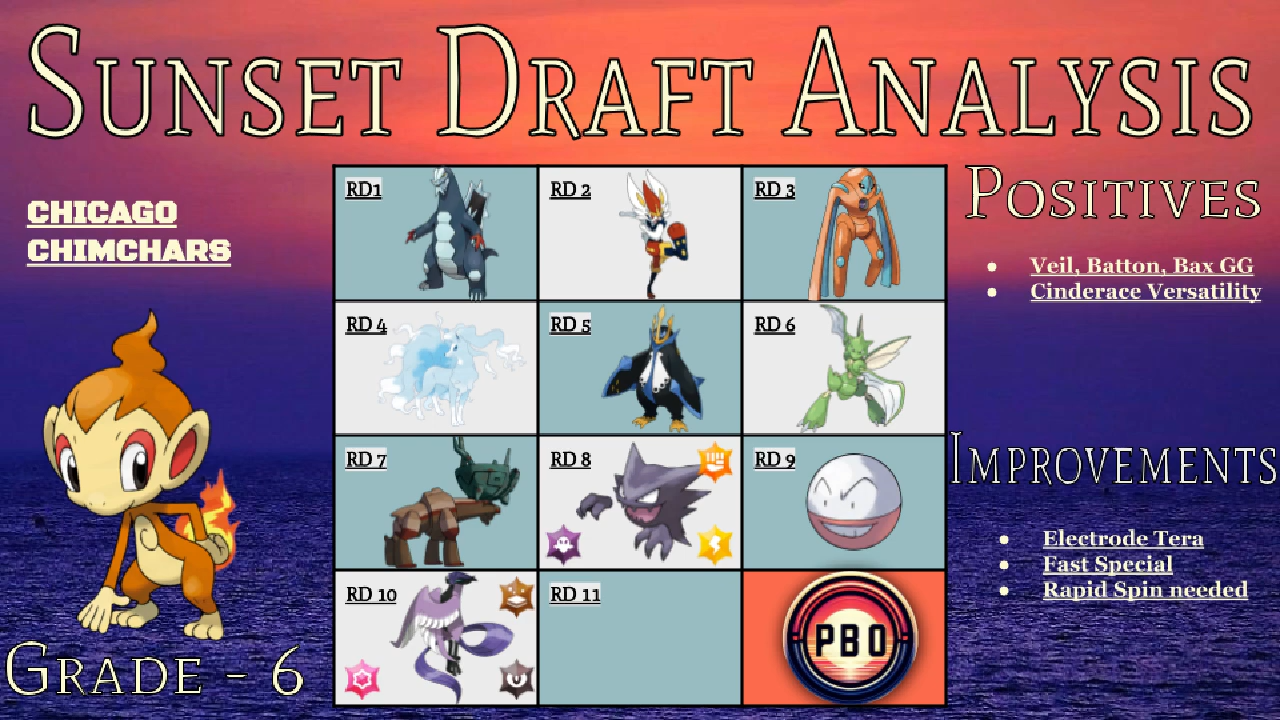 SUNSET DRAFT ANALYSIS
CHICAGO
CHIMCHARS
GRADE - 6
RD1
RD 2
RD 3
RD 4
RD 5
RD 6
RD 7
RD 8
RD 9
RD 10
RD 11
PBO
POSITIVES
Veil, Batton, Bax GG
Cinderace Versatility
IMPROVEMENTS
Electrode Tera
Fast Special
Rapid Spin needed